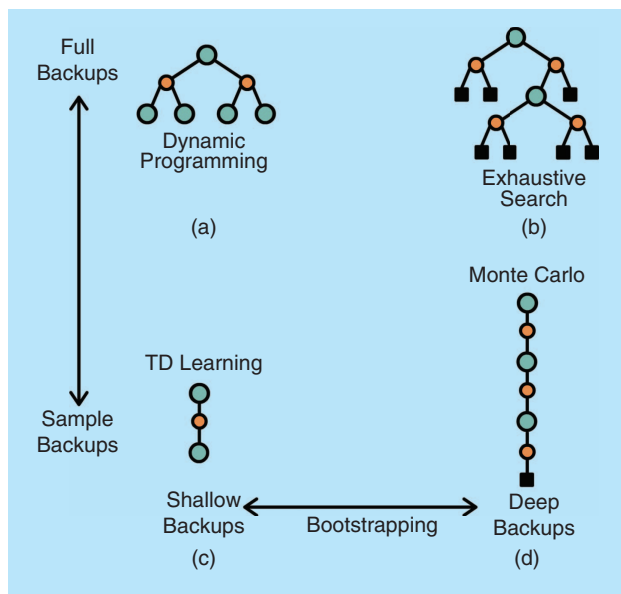 Full
Backups
Dynamic
Programming
(a)
Exhaustive
Search
(b)
Monte Carlo
TD Learning
Sample
Backups
Shallow
Backups
Bootstrapping
Deep
Backups
(c)
(d)